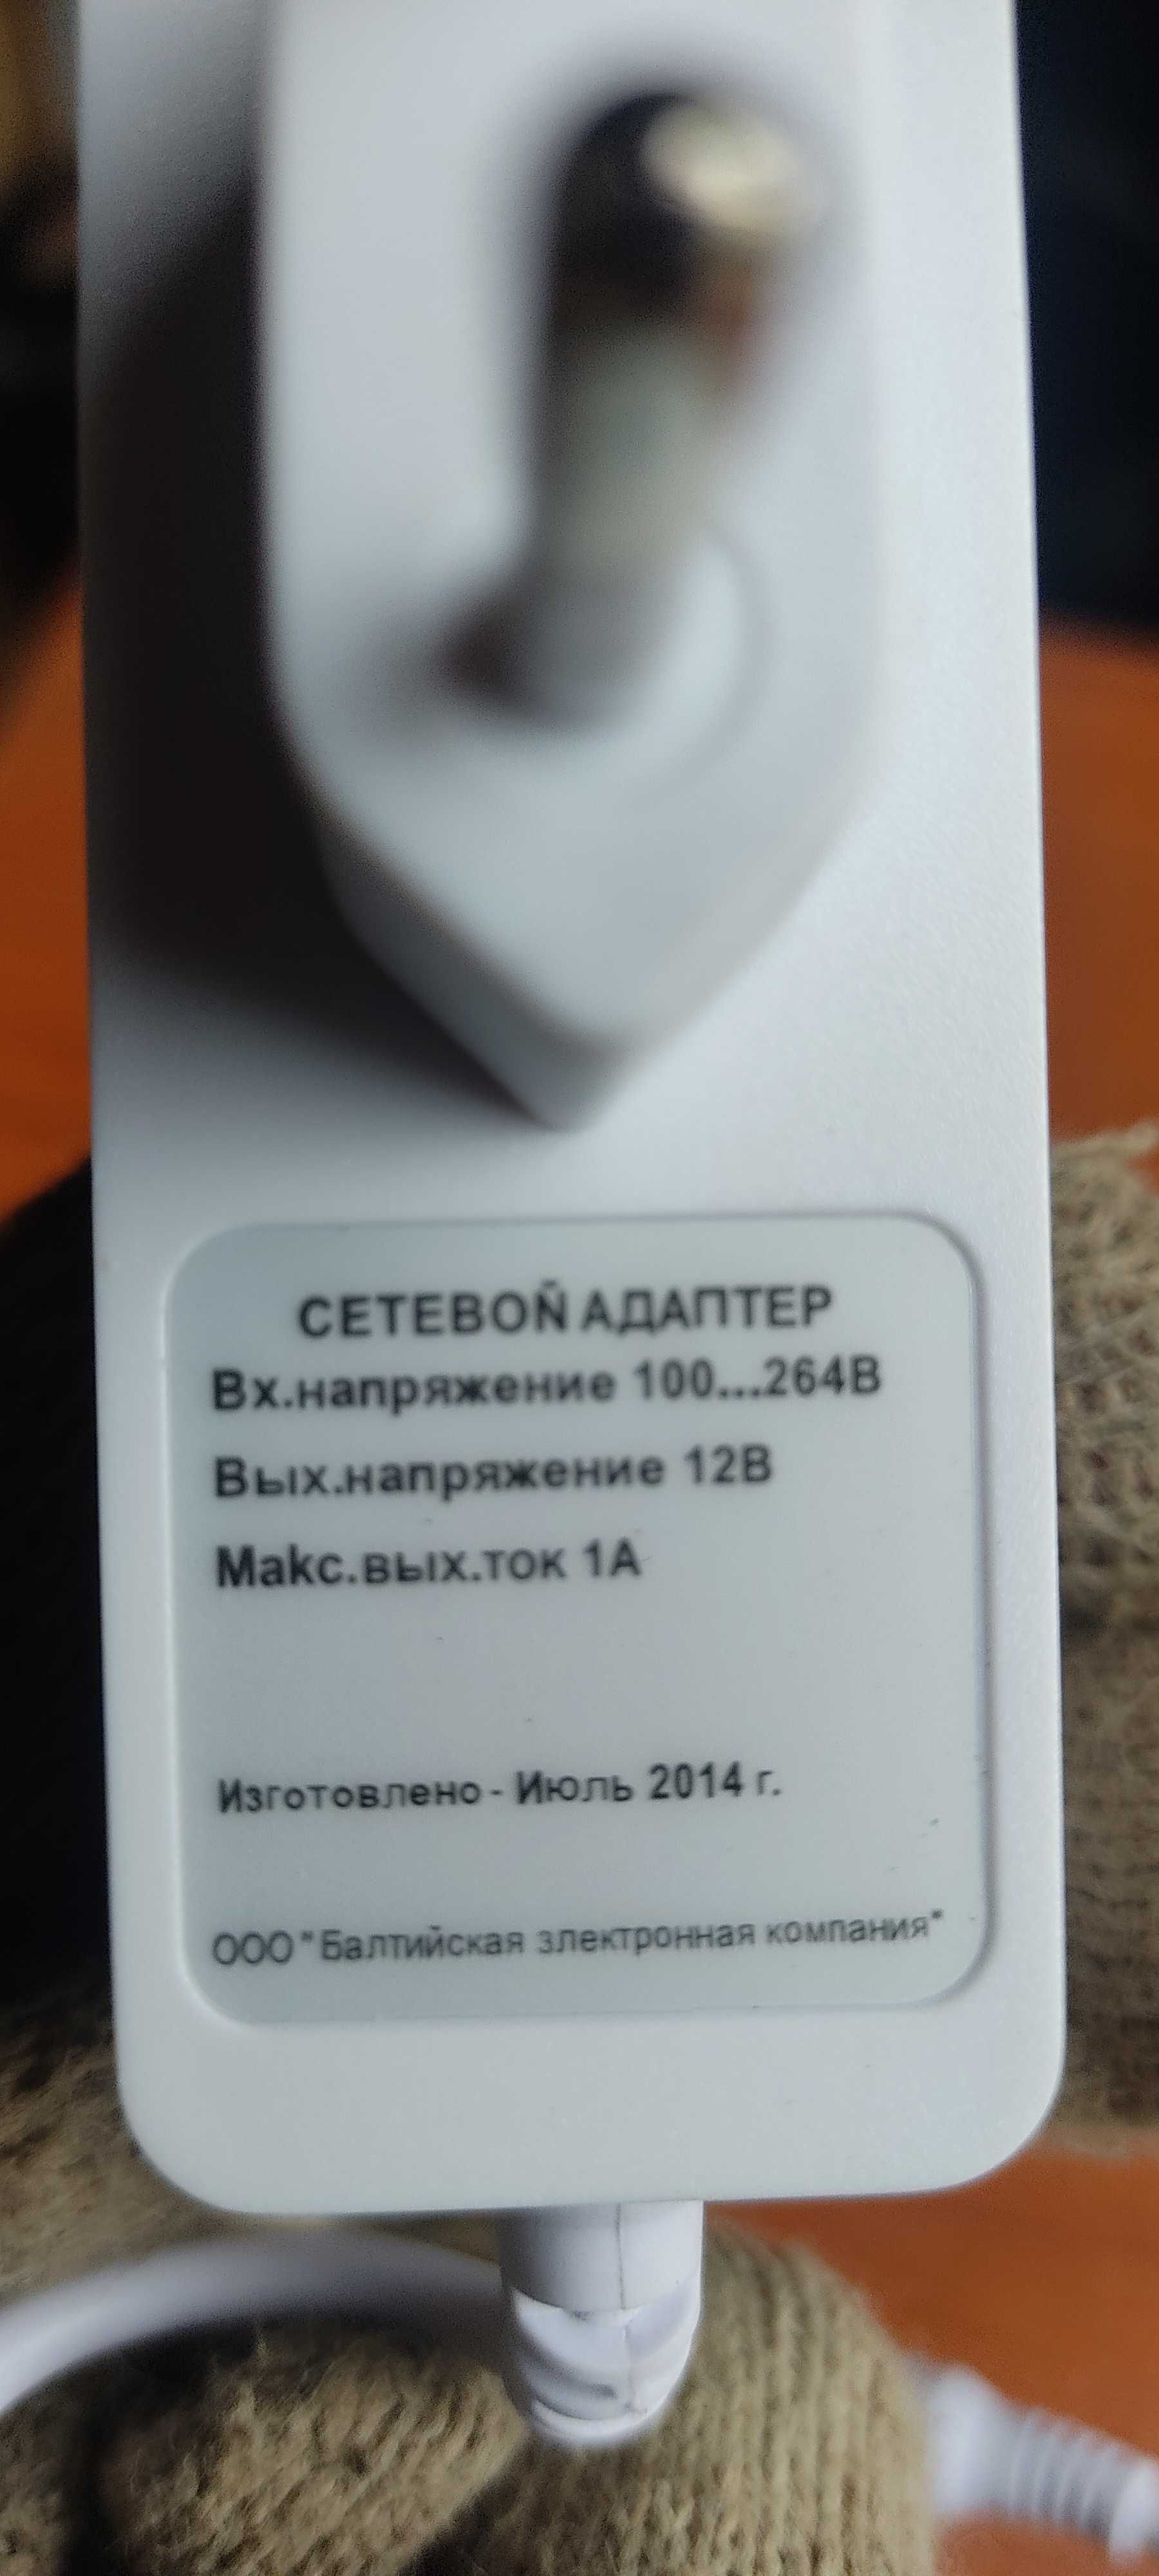 СЕТЕВОЙ АДАПТЕР
Вх.напряжение 100...264В
Вых.напряжение 12В
Макс.вых.ток 1А
Изготовлено - Июль 2014 г.
ООО "Балтийская злектронная компания"